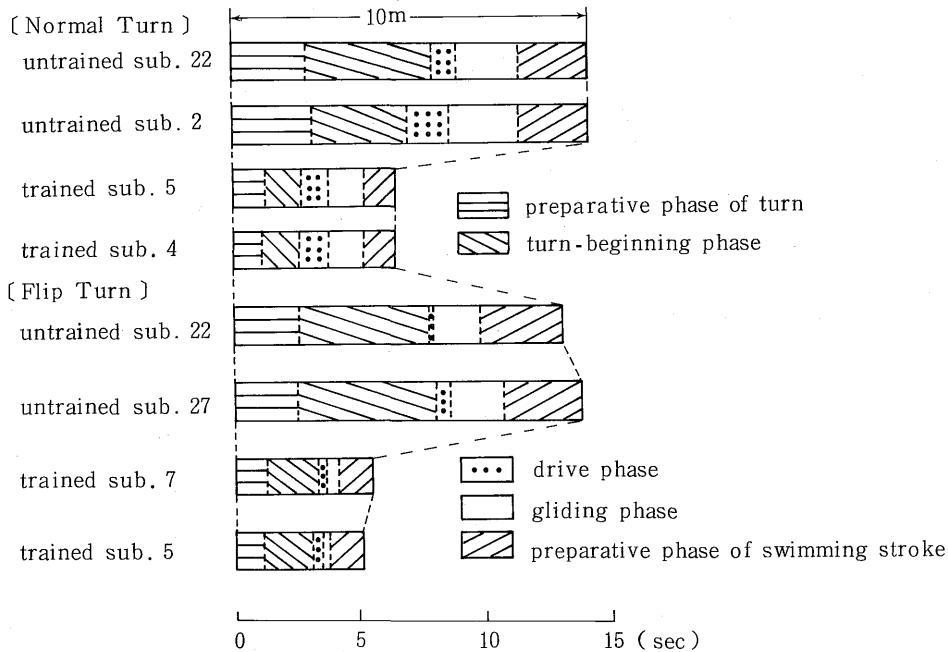 10m
〔Normal Turn〕
untrained sub. 22
untrained sub. 2
trained sub. 5
trained sub. 4
preparative phase of turn
turn-beginning phase
〔Flip Turn〕
untrained sub. 22
untrained sub. 27
trained sub. 7
trained sub. 5
drive phase
gliding phase
preparative phase of swimming stroke
0 5 10 15 (sec)